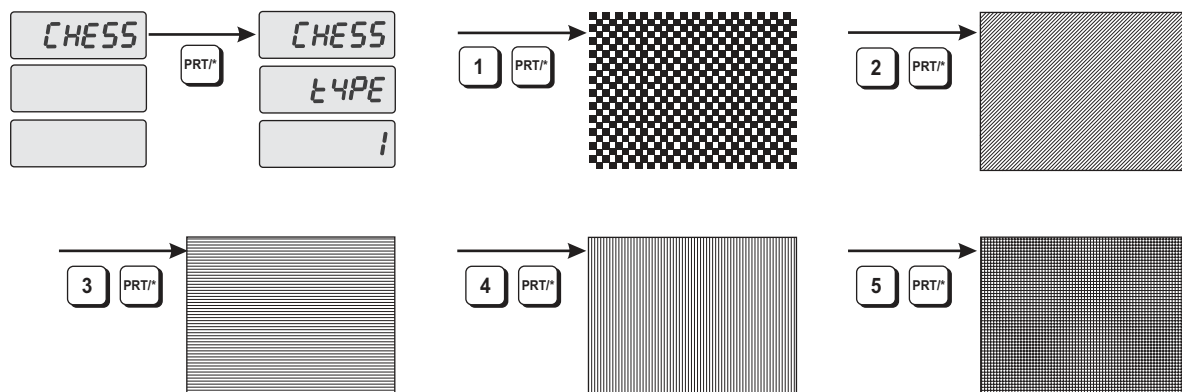 CHESS
PRT/*
CHESS
tYPE
1
1 PRT/*
2 PRT/*
3 PRT/*
4 PRT/*
5 PRT/*